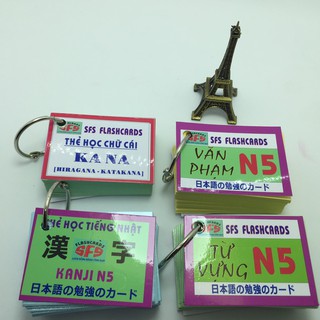 SFS FLASHCARDS
THẺ HỌC CHỮ CÁI
KANA
[HIRAGANA - KATAKANA]
SFS FLASHCARDS
VĂN
PHẠM N5
日本語の勉強のカード
THẺ HỌC TIẾNG NHẬT
漢 字
FLASHCARDS
SFS
KANJI N5
日本語の勉強のカード
SFS FLASHCARDS
TỪ
VỰNG N5
日本語の勉強のカード